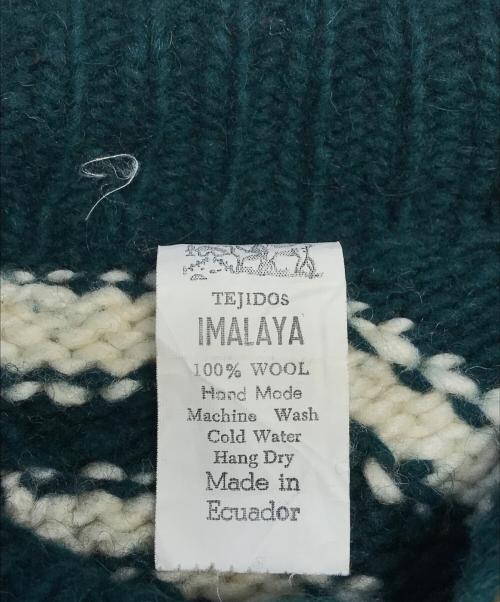 TEJIDOS
IMALAYA
100% WOOL
Hand Made
Machine Wash
Cold Water
Hang Dry
Made in
Ecuador